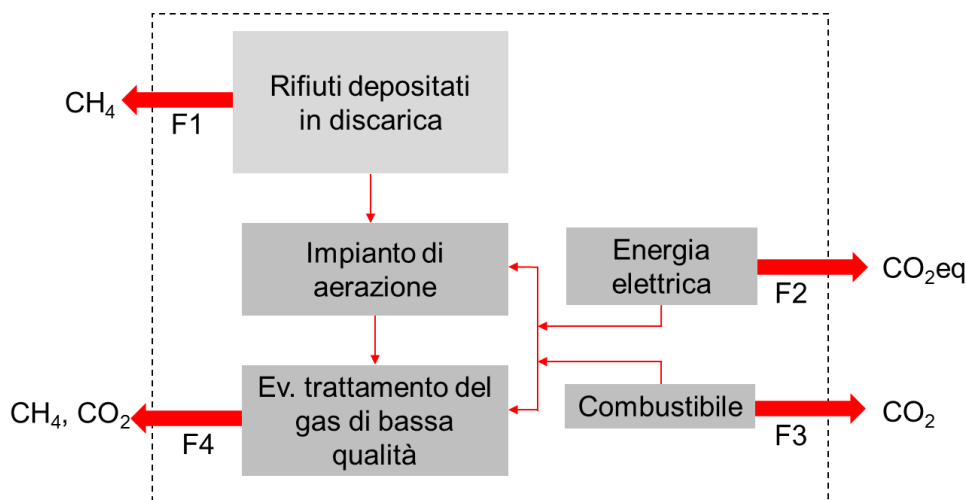 Rifiuti depositati
in discarica
CH₄
F1
Impianto di
aerazione
Energia
elettrica
CO₂eq
F2
Ev. trattamento del
gas di bassa
qualità
CH₄, CO₂
F4
Combustibile
CO₂
F3